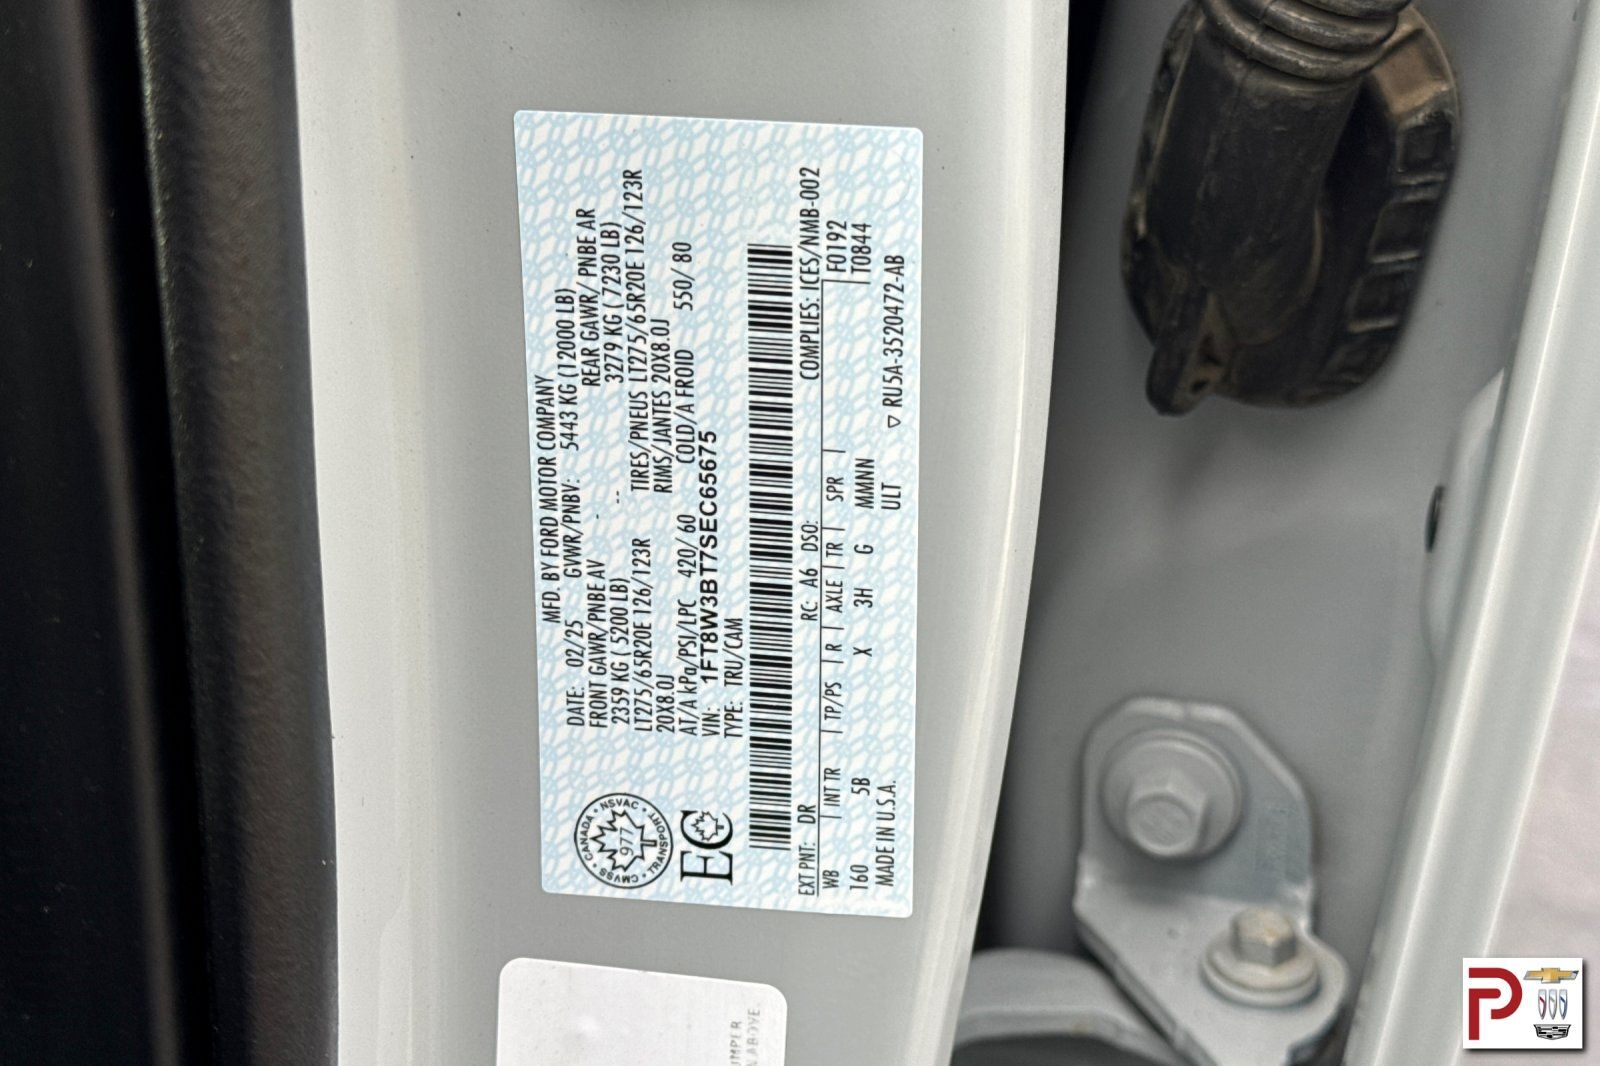 MFD. BY FORD MOTOR COMPANY
DATE: 02/25 GVWR/PNBV: 5443 KG (12000 LB)
FRONT GAWR/PNBE AV - REAR GAWR/ PNBE AR
2359 KG ( 5200 LB) -- 3279 KG ( 7230 LB)
LT275/65R20E 126/123R TIRES/PNEUS LT275/65R20E 126/123R
20X8.0J RIMS/JANTES 20X8.0J
AT/A kPa/PSI/LPC 420/ 60 COLD/A FROID 550/ 80
VIN: 1FT8W3BT7SEC65675
TYPE: TRU/CAM
CANADA • NSVAC • TRANSPORT • CMVSS •
977
EC
EXT PNT: DR RC: A6 DSO: COMPLIES: ICES/NMB-002
WB | INT TR | TP/PS | R | AXLE | TR | SPR | F0192
T0844
160 5B X 3H G MMNN
ULT
MADE IN U.S.A. ▽ RU5A-3520472-AB
P